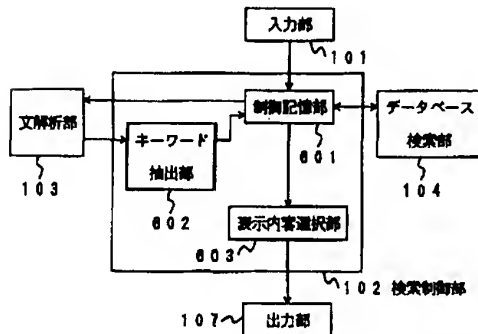 入力部
101
制御記憶部
601
文解析部
103
キーワード
抽出部
602
データベース
検索部
104
表示内容選択部
603
102 検索制御部
107
出力部